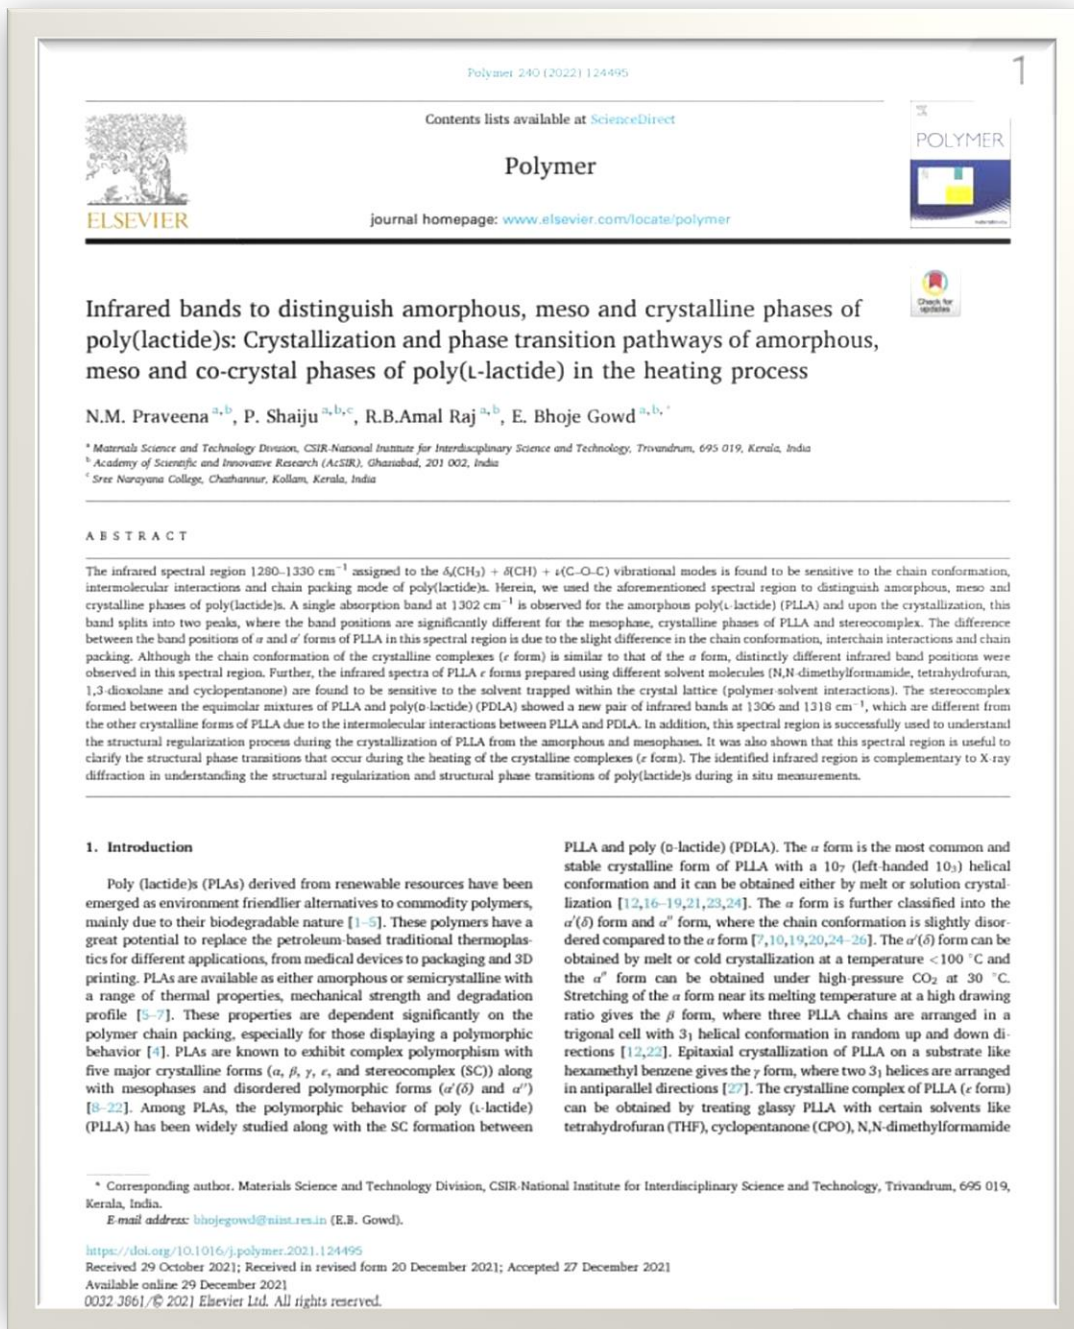 Polymer 240 (2022) 124495
1
Contents lists available at ScienceDirect
Polymer
journal homepage: www.elsevier.com/locate/polymer
ELSEVIER
POLYMER
Check for
updates
Infrared bands to distinguish amorphous, meso and crystalline phases of
poly(lactide)s: Crystallization and phase transition pathways of amorphous,
meso and co-crystal phases of poly(ʟ-lactide) in the heating process
N.M. Praveena a,b, P. Shaiju a,b,c, R.B.Amal Raj a,b, E. Bhoje Gowd a,b,*
a Materials Science and Technology Division, CSIR-National Institute for Interdisciplinary Science and Technology, Trivandrum, 695 019, Kerala, India
b Academy of Scientific and Innovative Research (AcSIR), Ghaziabad, 201 002, India
c Sree Narayana College, Chathannur, Kollam, Kerala, India
ABSTRACT
The infrared spectral region 1280–1330 cm⁻¹ assigned to the δₛ(CH₃) + δ(CH) + ν(C–O–C) vibrational modes is found to be sensitive to the chain conformation,
intermolecular interactions and chain packing mode of poly(lactide)s. Herein, we used the aforementioned spectral region to distinguish amorphous, meso and
crystalline phases of poly(lactide)s. A single absorption band at 1302 cm⁻¹ is observed for the amorphous poly(ʟ-lactide) (PLLA) and upon the crystallization, this
band splits into two peaks, where the band positions are significantly different for the mesophase, crystalline phases of PLLA and stereocomplex. The difference
between the band positions of α and α′ forms of PLLA in this spectral region is due to the slight difference in the chain conformation, interchain interactions and chain
packing. Although the chain conformation of the crystalline complexes (ε form) is similar to that of the α form, distinctly different infrared band positions were
observed in this spectral region. Further, the infrared spectra of PLLA ε forms prepared using different solvent molecules (N,N-dimethylformamide, tetrahydrofuran,
1,3-dioxolane and cyclopentanone) are found to be sensitive to the solvent trapped within the crystal lattice (polymer-solvent interactions). The stereocomplex
formed between the equimolar mixtures of PLLA and poly(ᴅ-lactide) (PDLA) showed a new pair of infrared bands at 1306 and 1318 cm⁻¹, which are different from
the other crystalline forms of PLLA due to the intermolecular interactions between PLLA and PDLA. In addition, this spectral region is successfully used to understand
the structural regularization process during the crystallization of PLLA from the amorphous and mesophases. It was also shown that this spectral region is useful to
clarify the structural phase transitions that occur during the heating of the crystalline complexes (ε form). The identified infrared region is complementary to X-ray
diffraction in understanding the structural regularization and structural phase transitions of poly(lactide)s during in situ measurements.
1. Introduction
Poly (lactide)s (PLAs) derived from renewable resources have been
emerged as environment friendlier alternatives to commodity polymers,
mainly due to their biodegradable nature [1–5]. These polymers have a
great potential to replace the petroleum-based traditional thermoplas-
tics for different applications, from medical devices to packaging and 3D
printing. PLAs are available as either amorphous or semicrystalline with
a range of thermal properties, mechanical strength and degradation
profile [5–7]. These properties are dependent significantly on the
polymer chain packing, especially for those displaying a polymorphic
behavior [4]. PLAs are known to exhibit complex polymorphism with
five major crystalline forms (α, β, γ, ε, and stereocomplex (SC)) along
with mesophases and disordered polymorphic forms (α′(δ) and α′′)
[8–22]. Among PLAs, the polymorphic behavior of poly (ʟ-lactide)
(PLLA) has been widely studied along with the SC formation between
PLLA and poly (ᴅ-lactide) (PDLA). The α form is the most common and
stable crystalline form of PLLA with a 10₇ (left-handed 10₃) helical
conformation and it can be obtained either by melt or solution crystal-
lization [12,16–19,21,23,24]. The α form is further classified into the
α′(δ) form and α′′ form, where the chain conformation is slightly disor-
dered compared to the α form [7,10,19,20,24–26]. The α′(δ) form can be
obtained by melt or cold crystallization at a temperature <100 °C and
the α′′ form can be obtained under high-pressure CO₂ at 30 °C.
Stretching of the α form near its melting temperature at a high drawing
ratio gives the β form, where three PLLA chains are arranged in a
trigonal cell with 3₁ helical conformation in random up and down di-
rections [12,22]. Epitaxial crystallization of PLLA on a substrate like
hexamethyl benzene gives the γ form, where two 3₁ helices are arranged
in antiparallel directions [27]. The crystalline complex of PLLA (ε form)
can be obtained by treating glassy PLLA with certain solvents like
tetrahydrofuran (THF), cyclopentanone (CPO), N,N-dimethylformamide
* Corresponding author. Materials Science and Technology Division, CSIR-National Institute for Interdisciplinary Science and Technology, Trivandrum, 695 019,
Kerala, India.
E-mail address: bhojegowd@niist.res.in (E.B. Gowd).
https://doi.org/10.1016/j.polymer.2021.124495
Received 29 October 2021; Received in revised form 20 December 2021; Accepted 27 December 2021
Available online 29 December 2021
0032-3861/© 2021 Elsevier Ltd. All rights reserved.